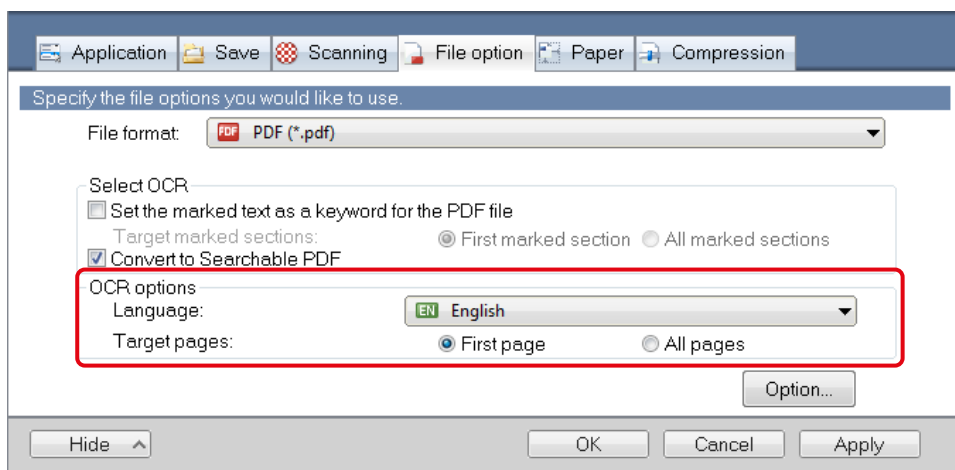 Application Save Scanning File option Paper Compression
Specify the file options you would like to use.
File format: PDF PDF (*.pdf)
Select OCR
Set the marked text as a keyword for the PDF file
Target marked sections: First marked section All marked sections
Convert to Searchable PDF
OCR options
Language: EN English
Target pages: First page All pages
Option...
Hide OK Cancel Apply